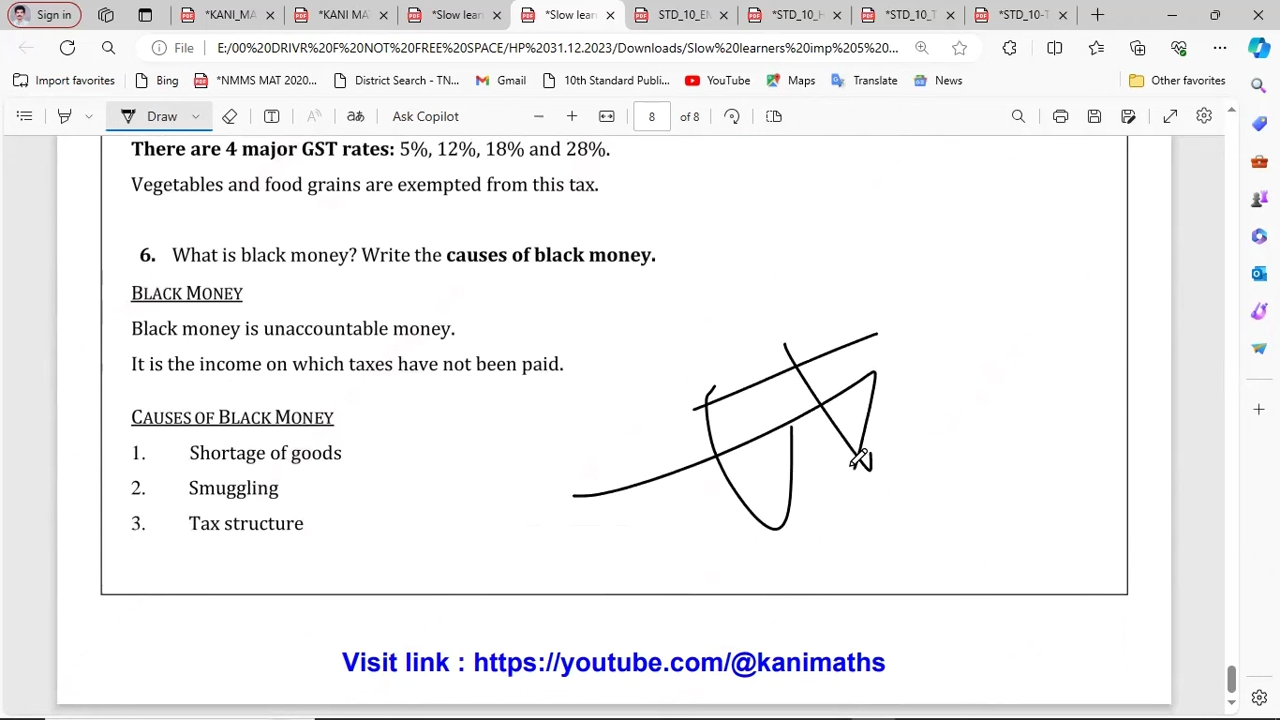 Sign in
*KANI_MA
*KANI MA
*Slow lear
*Slow lear
STD_10_EM
*STD_10_H
*STD_10_T
*STD_10-T
File
E:/00%20DRIVR%20F%20NOT%20FREE%20SPACE/HP%2031.12.2023/Downloads/Slow%20learners%20imp%205%20...
Import favorites
Bing
*NMMS MAT 2020...
District Search - TN...
Gmail
10th Standard Publi...
YouTube
Maps
Translate
News
Other favorites
Draw
Ask Copilot
8 of 8
There are 4 major GST rates: 5%, 12%, 18% and 28%.
Vegetables and food grains are exempted from this tax.
6. What is black money? Write the causes of black money.
BLACK MONEY
Black money is unaccountable money.
It is the income on which taxes have not been paid.
CAUSES OF BLACK MONEY
1. Shortage of goods
2. Smuggling
3. Tax structure
Visit link : https://youtube.com/@kanimaths